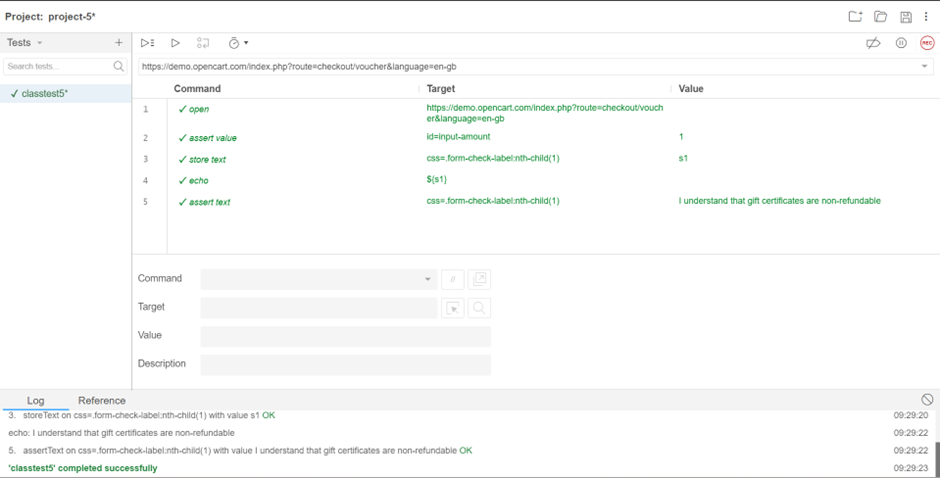 Project: project-5*
Tests
REC
Search tests...
https://demo.opencart.com/index.php?route=checkout/voucher&language=en-gb
Command Target Value
✓ classtest5*
1 ✓ open https://demo.opencart.com/index.php?route=checkout/vouch
er&language=en-gb
2 ✓ assert value id=input-amount 1
3 ✓ store text css=.form-check-label:nth-child(1) s1
4 ✓ echo ${s1}
5 ✓ assert text css=.form-check-label:nth-child(1) I understand that gift certificates are non-refundable
Command //
Target
Value
Description
Log Reference
3. storeText on css=.form-check-label:nth-child(1) with value s1 OK 09:29:20
echo: I understand that gift certificates are non-refundable 09:29:22
5. assertText on css=.form-check-label:nth-child(1) with value I understand that gift certificates are non-refundable OK 09:29:22
'classtest5' completed successfully 09:29:23